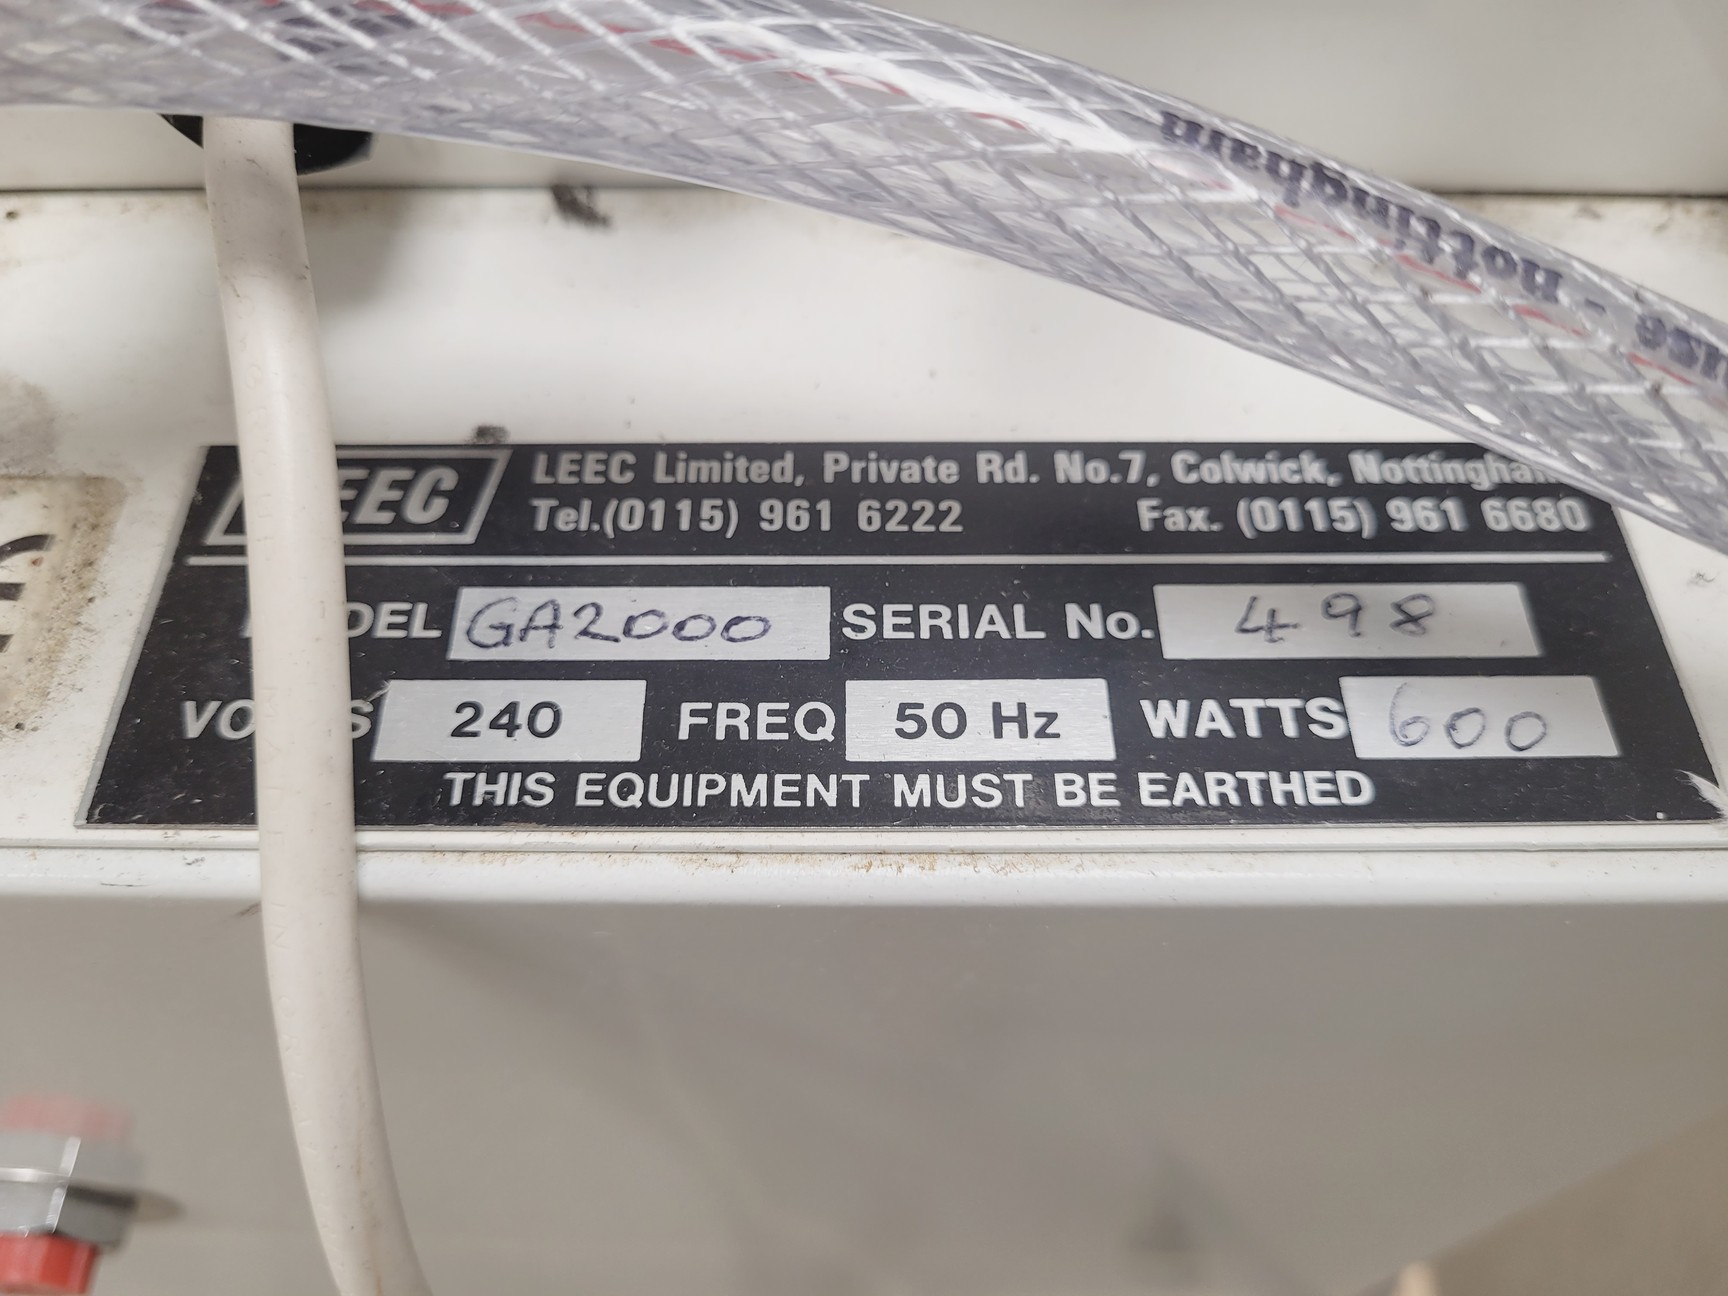 nottingham
LEEC Limited, Private Rd. No.7, Colwick,
Tel.(0115) 961 6222 Fax. (0115) 961 6680
GA2000 SERIAL No. 498
240 FREQ 50 Hz WATTS 600
THIS EQUIPMENT MUST BE EARTHED